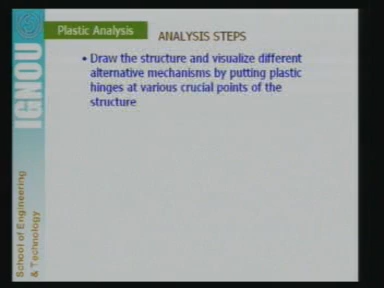 Plastic Analysis
ANALYSIS STEPS
• Draw the structure and visualize different
alternative mechanisms by putting plastic
hinges at various crucial points of the
structure
IGNOU
School of Engineering
& Technology